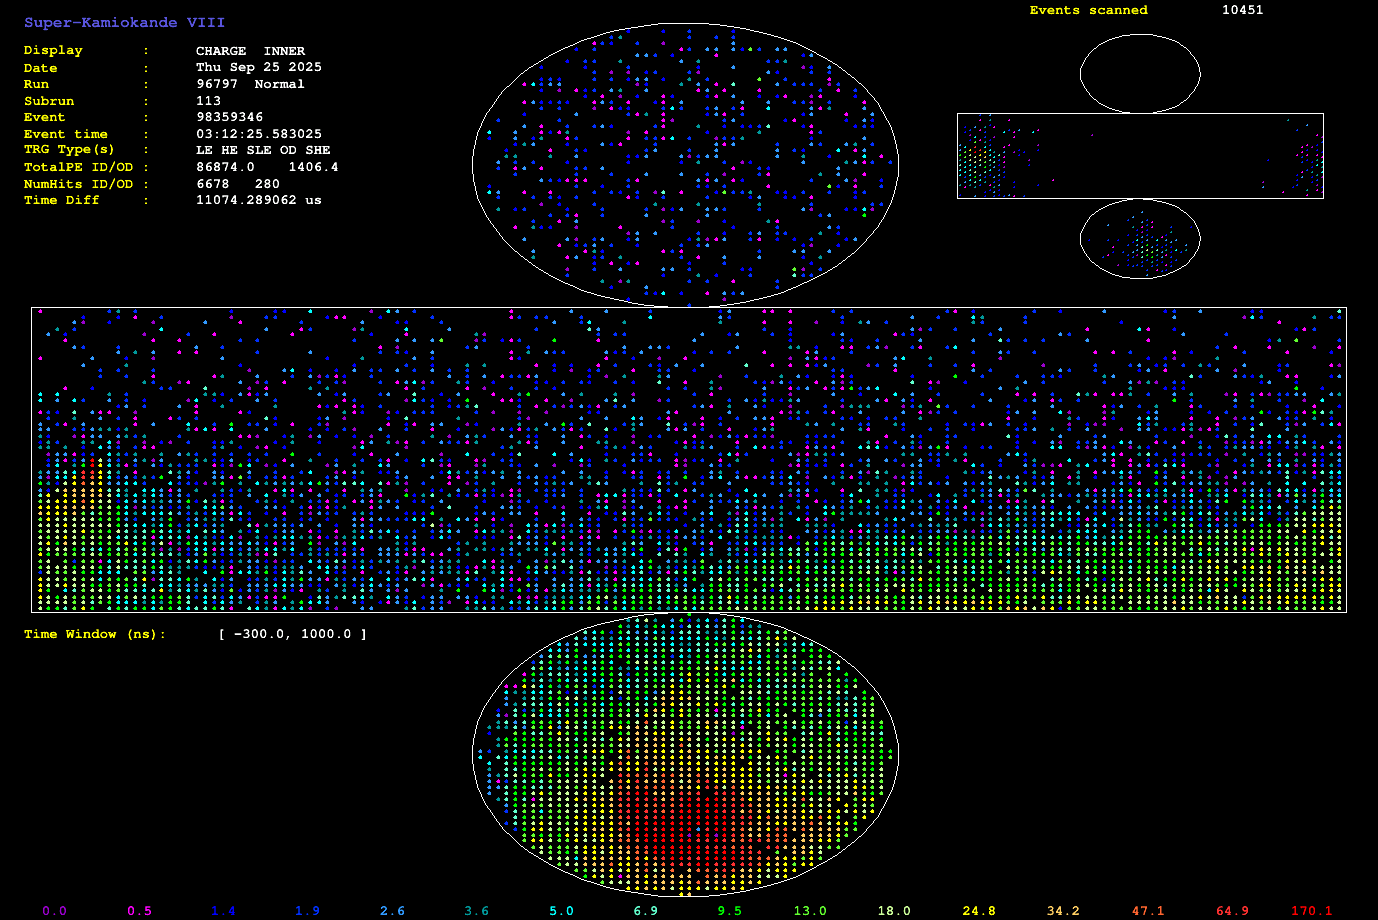 Super-Kamiokande VIII
Events scanned 10451
Display : CHARGE INNER
Date : Thu Sep 25 2025
Run : 96797 Normal
Subrun : 113
Event : 98359346
Event time : 03:12:25.583025
TRG Type(s) : LE HE SLE OD SHE
TotalPE ID/OD : 86874.0 1406.4
NumHits ID/OD : 6678 280
Time Diff : 11074.289062 us
Time Window (ns): [ -300.0, 1000.0 ]
0.0 0.5 1.4 1.9 2.6 3.6 5.0 6.9 9.5 13.0 18.0 24.8 34.2 47.1 64.9 170.1